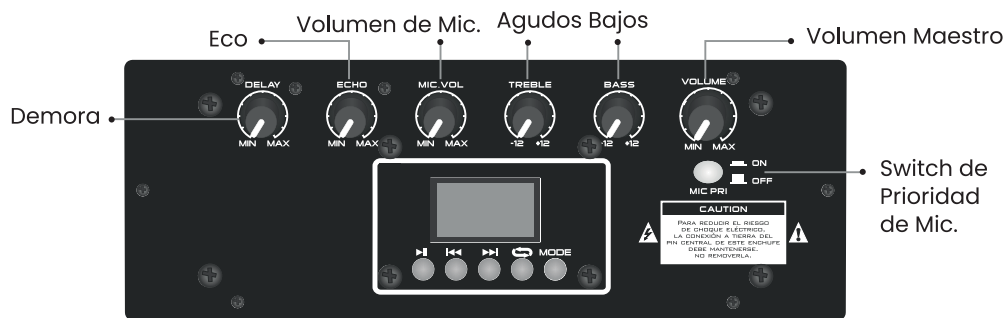 Volumen de Mic.
Agudos Bajos
Eco
Volumen Maestro
Demora
DELAY
ECHO
MIC.VOL
TREBLE
BASS
VOLUME
MIN MAX
MIN MAX
MIN MAX
-12 +12
-12 +12
MIN MAX
ON
OFF
MIC PRI
Switch de
Prioridad
de Mic.
CAUTION
PARA REDUCIR EL RIESGO
DE CHOQUE ELÉCTRICO,
LA CONEXIÓN A TIERRA DEL
PIN CENTRAL DE ESTE ENCHUFE
DEBE MANTENERSE.
NO REMOVERLA.
MODE